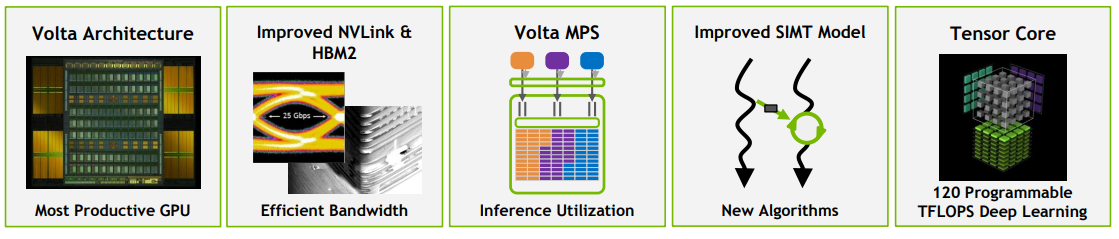 Volta Architecture
Most Productive GPU
Improved NVLink &
HBM2
25 Gbps
Efficient Bandwidth
Volta MPS
Inference Utilization
Improved SIMT Model
New Algorithms
Tensor Core
120 Programmable
TFLOPS Deep Learning